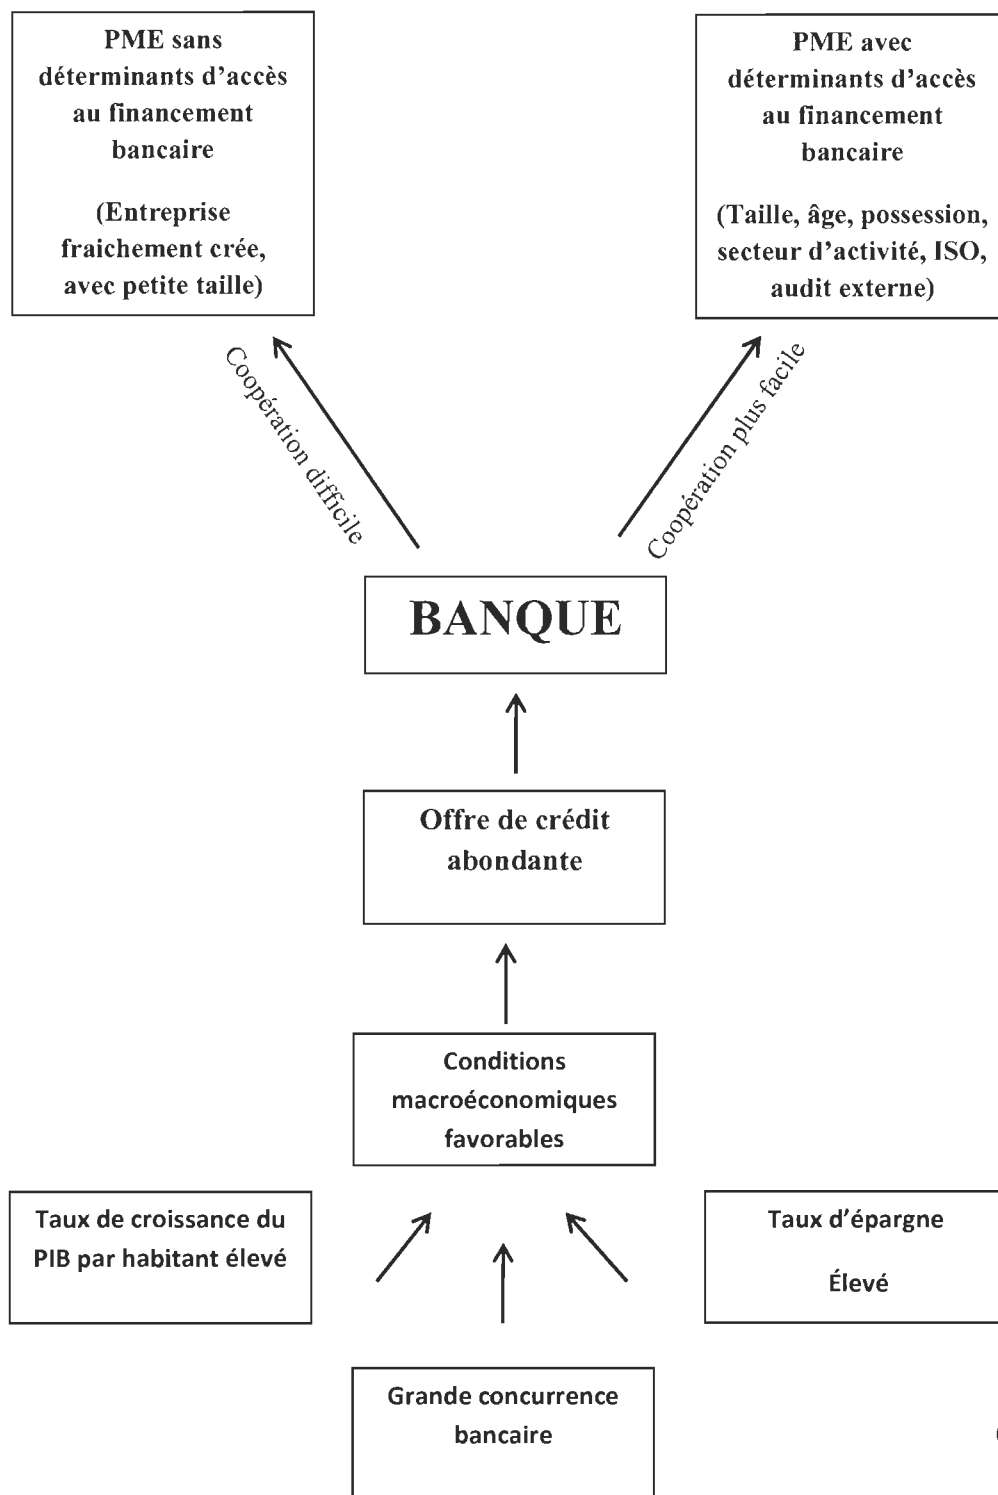 PME sans
déterminants d'accès
au financement
bancaire
(Entreprise
fraichement crée,
avec petite taille)
PME avec
déterminants d'accès
au financement
bancaire
(Taille, âge, possession,
secteur d'activité, ISO,
audit externe)
Coopération difficile
Coopération plus facile
BANQUE
Offre de crédit
abondante
Conditions
macroéconomiques
favorables
Taux de croissance du
PIB par habitant élevé
Taux d'épargne
Élevé
Grande concurrence
bancaire